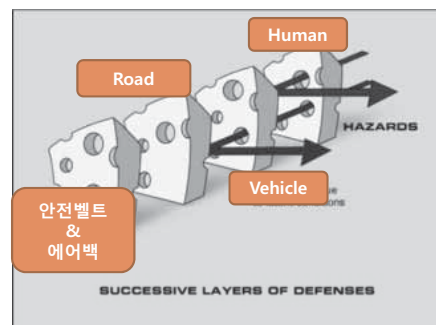 Human
Road
HAZARDS
Vehicle
안전벨트
&
에어백
SUCCESSIVE LAYERS OF DEFENSES